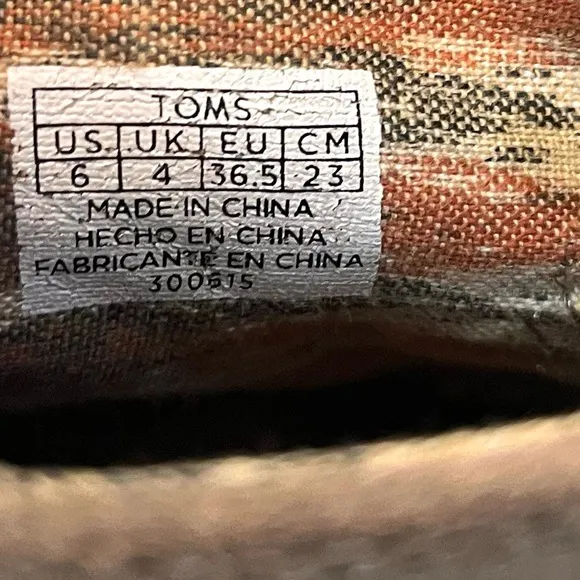 TOMS
US UK EU CM
6 4 36.5 23
MADE IN CHINA
HECHO EN CHINA
FABRICANTE EN CHINA
300515